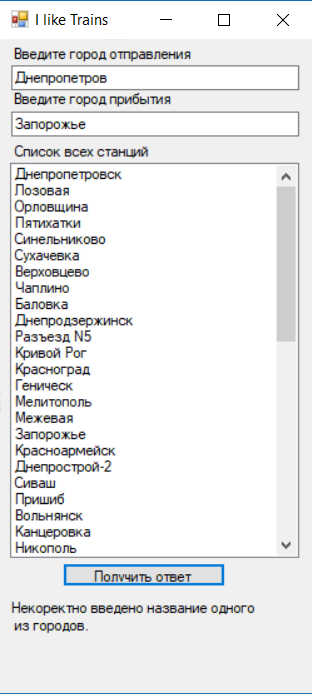 I like Trains
Введите город отправления
Днепропетров
Введите город прибытия
Запорожье
Список всех станций
Днепропетровск
Лозовая
Орловщина
Пятихатки
Синельниково
Сухачевка
Верховцево
Чаплино
Баловка
Днепродзержинск
Разъезд N5
Кривой Рог
Красноград
Геническ
Мелитополь
Межевая
Запорожье
Красноармейск
Днепрострой-2
Сиваш
Пришиб
Вольнянск
Канцеровка
Никополь
Получить ответ
Некоректно введено название одного
из городов.